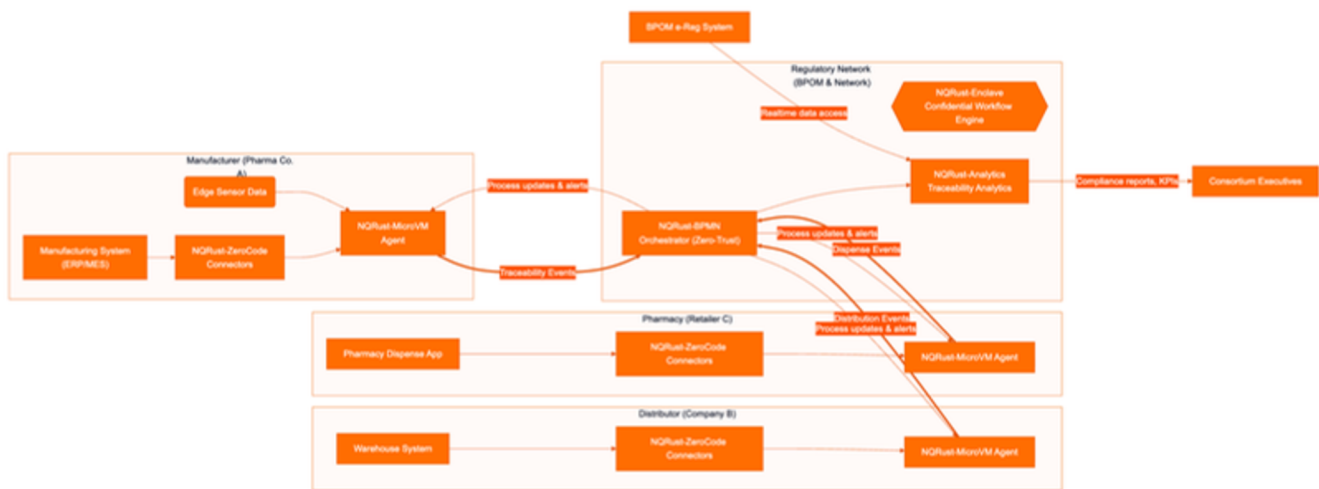 BPOM e-Reg System
Regulatory Network
(BPOM & Network)
NQRust-Enclave
Confidential Workflow
Engine
Realtime data access
Manufacturer (Pharma Co.
A)
Edge Sensor Data
Process updates & alerts
NQRust-Analytics
Traceability Analytics
Compliance reports, KPIs
Consortium Executives
NQRust-MicroVM
Agent
NQRust-BPMN
Orchestrator (Zero-Trust)
Process updates & alerts
Dispense Events
Manufacturing System
(ERP/MES)
NQRust-ZeroCode
Connectors
Traceability Events
Pharmacy (Retailer C)
Distribution Events
Process updates & alerts
Pharmacy Dispense App
NQRust-ZeroCode
Connectors
NQRust-MicroVM Agent
Distributor (Company B)
Warehouse System
NQRust-ZeroCode
Connectors
NQRust-MicroVM Agent